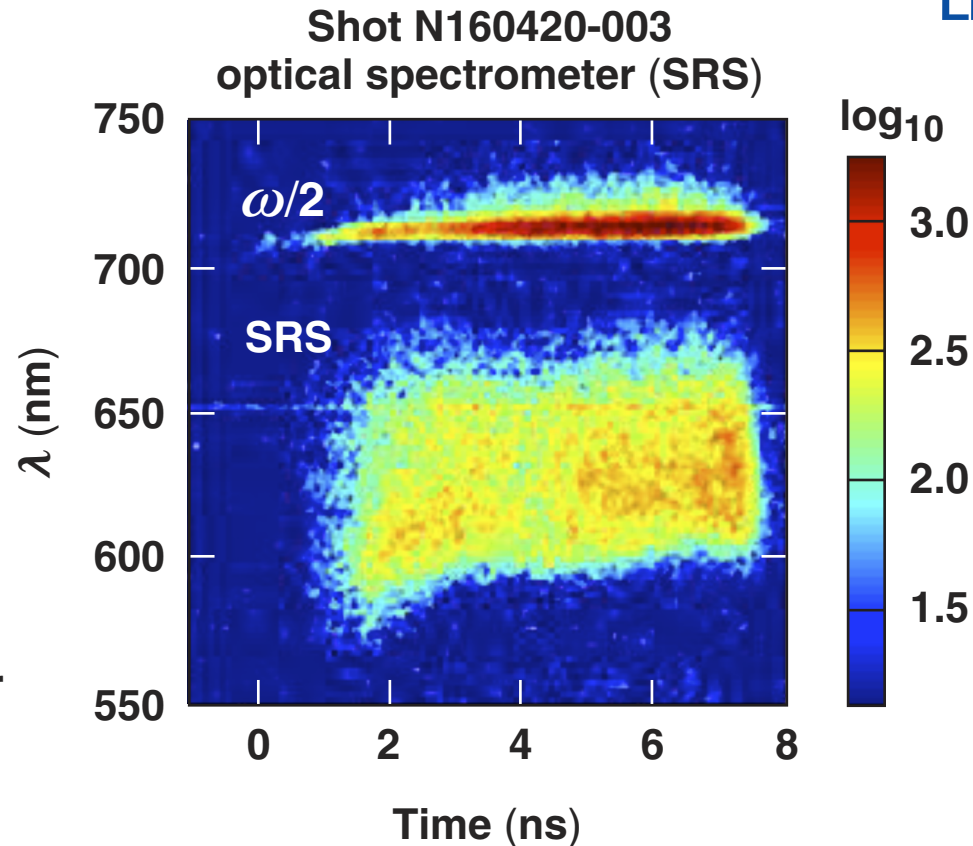 Shot N160420-003
optical spectrometer (SRS)
750
700
650
600
550
λ (nm)
ω/2
SRS
0 2 4 6 8
Time (ns)
log10
3.0
2.5
2.0
1.5